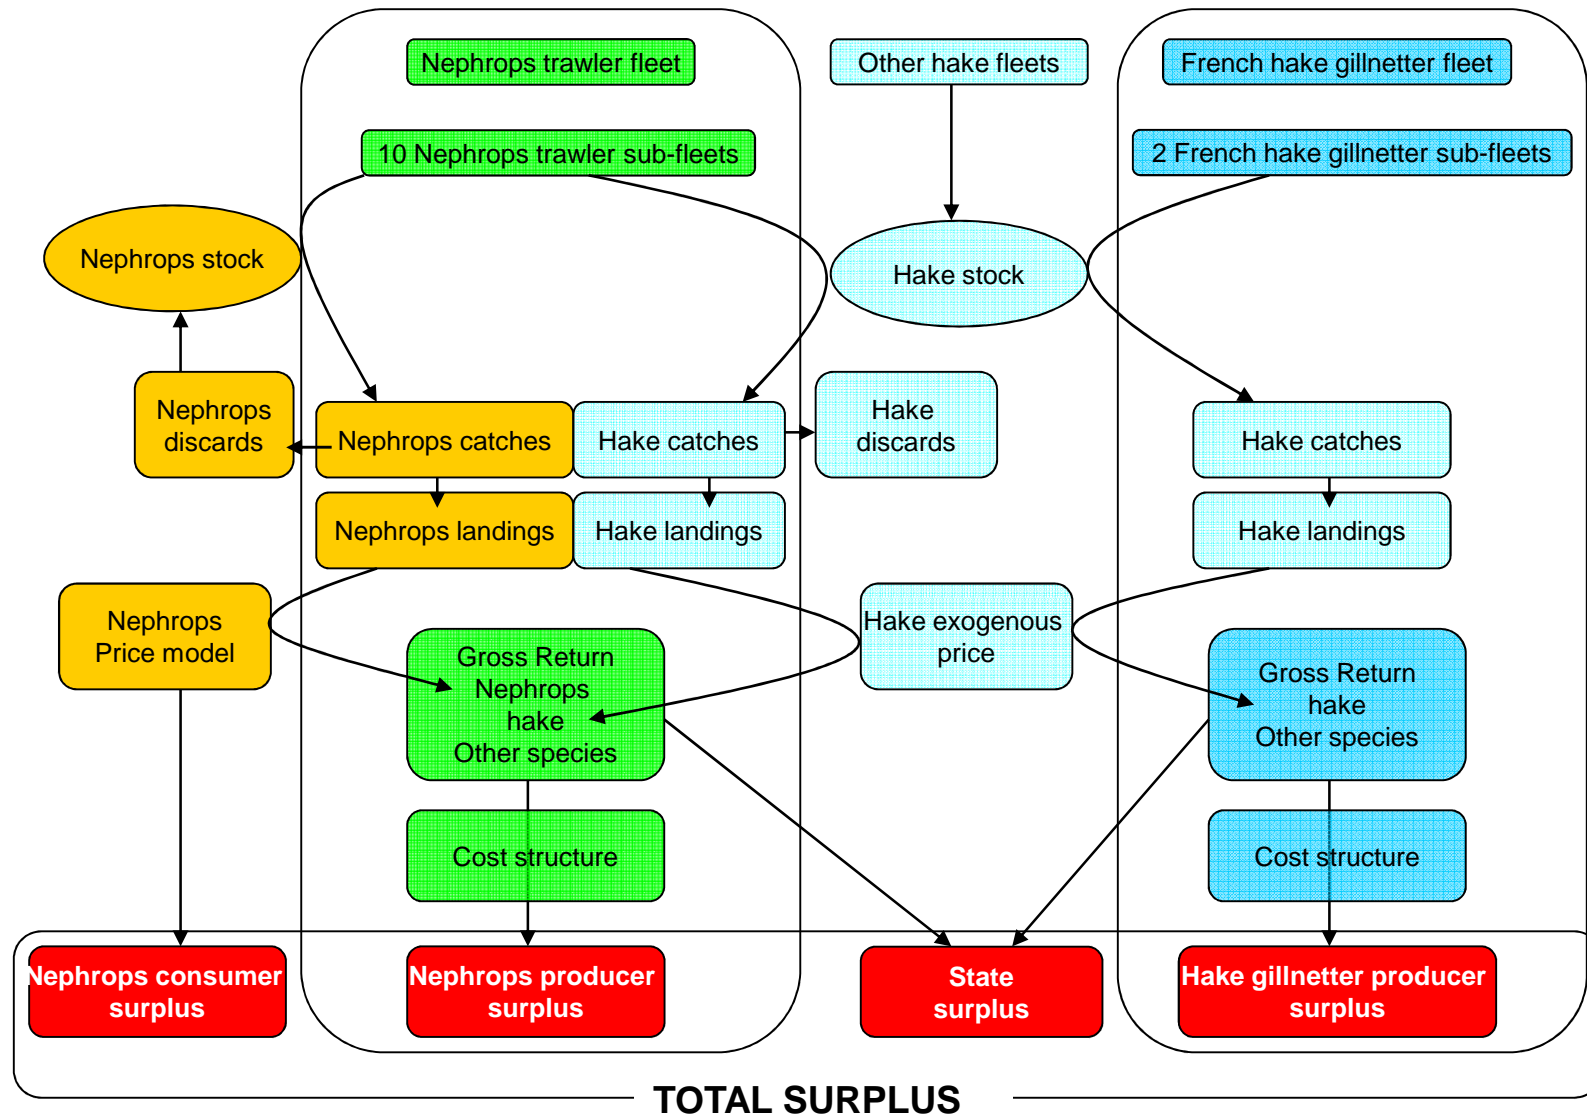 Nephrops trawler fleet
Other hake fleets
French hake gillnetter fleet
10 Nephrops trawler sub-fleets
2 French hake gillnetter sub-fleets
Nephrops stock
Hake stock
Nephrops
discards
Nephrops catches
Hake catches
Hake
discards
Hake catches
Nephrops landings
Hake landings
Hake landings
Nephrops
Price model
Gross Return
Nephrops
hake
Other species
Hake exogenous
price
Gross Return
hake
Other species
Cost structure
Cost structure
Nephrops consumer
surplus
Nephrops producer
surplus
State
surplus
Hake gillnetter producer
surplus
TOTAL SURPLUS